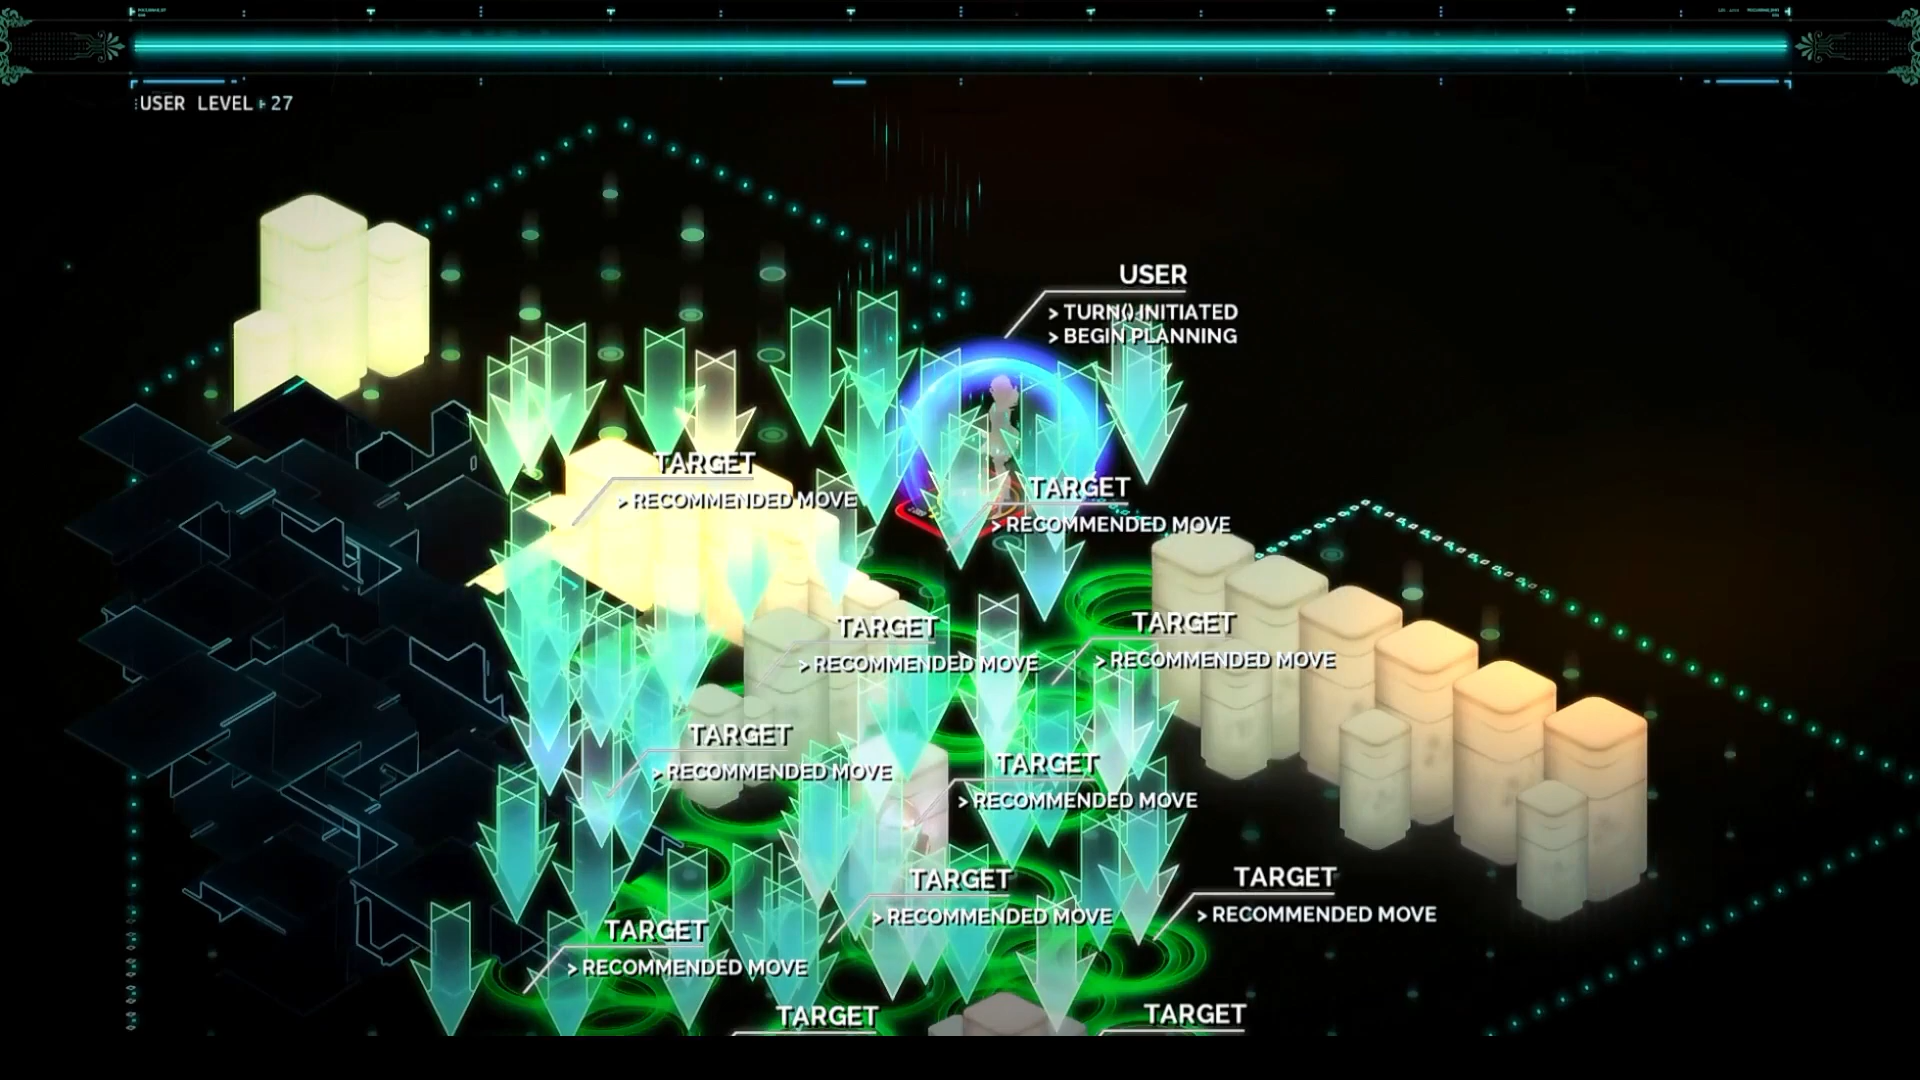 USER LEVEL 27
USER
> TURN() INITIATED
> BEGIN PLANNING
TARGET
> RECOMMENDED MOVE
TARGET
> RECOMMENDED MOVE
TARGET
> RECOMMENDED MOVE
TARGET
> RECOMMENDED MOVE
TARGET
> RECOMMENDED MOVE
TARGET
> RECOMMENDED MOVE
TARGET
> RECOMMENDED MOVE
TARGET
> RECOMMENDED MOVE
TARGET
> RECOMMENDED MOVE
TARGET
TARGET